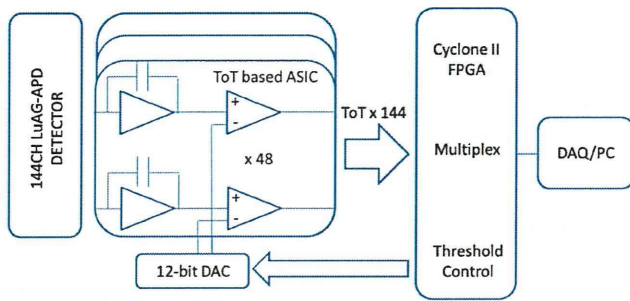 144CH LuAG-APD
DETECTOR
ToT based ASIC
+
-
x 48
+
-
12-bit DAC
ToT x 144
Cyclone II
FPGA
Multiplex
Threshold
Control
DAQ/PC